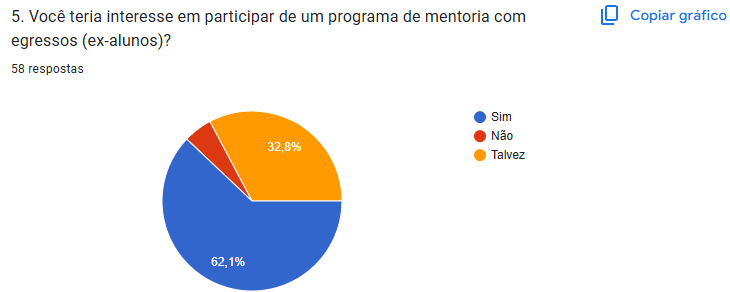 5. Você teria interesse em participar de um programa de mentoria com
egressos (ex-alunos)?
Copiar gráfico
58 respostas
Sim
Não
Talvez
32,8%
62,1%